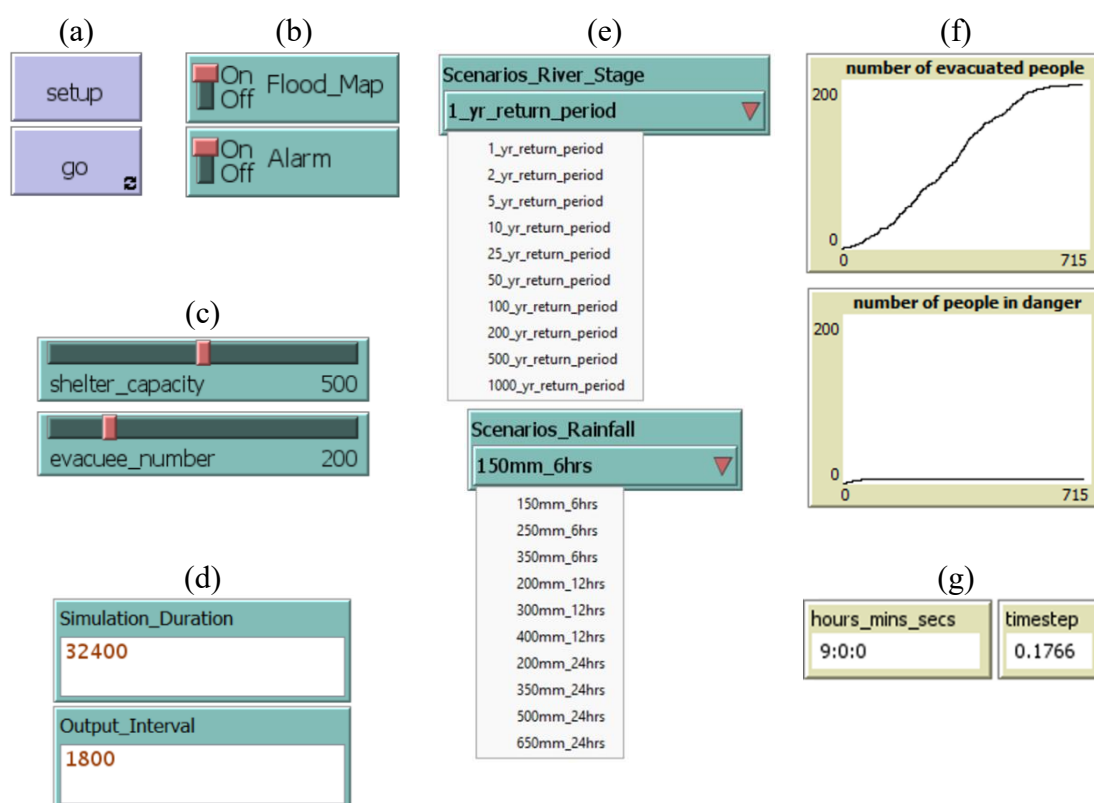 (a)
setup
go
(b)
On
Off
Flood_Map
On
Off
Alarm
(c)
shelter_capacity 500
evacuee_number 200
(d)
Simulation_Duration
32400
Output_Interval
1800
(e)
Scenarios_River_Stage
1_yr_return_period
1_yr_return_period
2_yr_return_period
5_yr_return_period
10_yr_return_period
25_yr_return_period
50_yr_return_period
100_yr_return_period
200_yr_return_period
500_yr_return_period
1000_yr_return_period
Scenarios_Rainfall
150mm_6hrs
150mm_6hrs
250mm_6hrs
350mm_6hrs
200mm_12hrs
300mm_12hrs
400mm_12hrs
200mm_24hrs
350mm_24hrs
500mm_24hrs
650mm_24hrs
(f)
number of evacuated people
200
0
0 715
number of people in danger
200
0
0 715
(g)
hours_mins_secs
9:0:0
timestep
0.1766